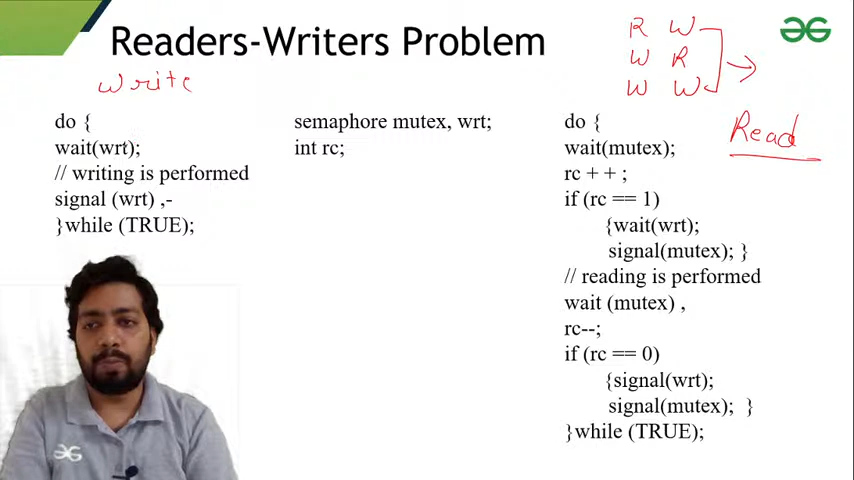 Readers-Writers Problem
R W
W R
W W
Write
Read
do {
wait(wrt);
// writing is performed
signal (wrt) ,-
}while (TRUE);
semaphore mutex, wrt;
int rc;
do {
wait(mutex);
rc + + ;
if (rc == 1)
{wait(wrt);
signal(mutex); }
// reading is performed
wait (mutex) ,
rc--;
if (rc == 0)
{signal(wrt);
signal(mutex); }
}while (TRUE);